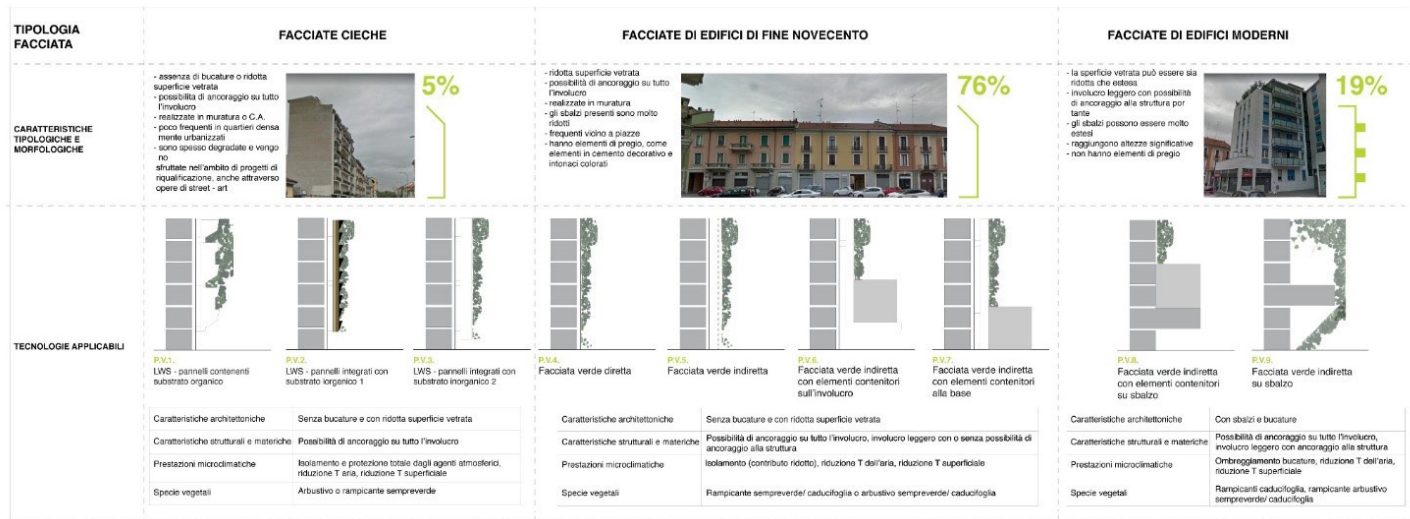 TIPOLOGIA
FACCIATA
FACCIATE CIECHE
FACCIATE DI EDIFICI DI FINE NOVECENTO
FACCIATE DI EDIFICI MODERNI
CARATTERISTICHE
TIPOLOGICHE E
MORFOLOGICHE
- assenza di bucature o ridotta
superficie vetrata
- possibilita di ancoraggio su tutto
l'involucro
- realizzate in muratura o C.A.
- poco frequenti in quartieri densa
mente urbanizzati
- sono spesso degradate e vengo
no
sfruttate nell'ambito di progetti di
riqualificazione, anche attraverso
opere di street - art
5%
- ridotta superficie vetrata
- possibilità di ancoraggio su tutto
l'involucro
- realizzate in muratura
- gli sbalzi presenti sono molto
ridotti
- frequenti vicino a piazze
- hanno elementi di pregio, come
elementi in cemento decorativo e
intonaci colorati
76%
- la sperficie vetrata può essere sia
ridotta che estesa
- involucro leggero con possibilità
di ancoraggio alla struttura por
tante
- gli sbalzi possono essere molto
estesi
- raggiungono altezze significative
- non hanno elementi di pregio
19%
TECNOLOGIE APPLICABILI
P.V.1.
LWS - pannelli contenenti
substrato organico
P.V.2.
LWS - pannelli integrati con
substrato iorganico 1
P.V.3.
LWS - pannelli integrati con
substrato inorganico 2
P.V.4.
Facciata verde diretta
P.V.5.
Facciata verde indiretta
P.V.6.
Facciata verde indiretta
con elementi contenitori
sull'involucro
P.V.7.
Facciata verde indiretta
con elementi contenitori
alla base
P.V.8.
Facciata verde indiretta
con elementi contenitori
su sbalzo
P.V.9.
Facciata verde indiretta
su sbalzo
Caratteristiche architettoniche
Senza bucature e con ridotta superficie vetrata
Caratteristiche strutturali e materiche
Possibilità di ancoraggio su tutto l'involucro
Prestazioni microclimatiche
Isolamento e protezione totale dagli agenti atmosferici,
riduzione T aria, riduzione T superficiale
Specie vegetali
Arbustivo o rampicante sempreverde
Caratteristiche architettoniche
Senza bucature e con ridotta superficie vetrata
Caratteristiche strutturali e materiche
Possibilità di ancoraggio su tutto l'involucro, involucro leggero con o senza possibilità di
ancoraggio alla struttura
Prestazioni microclimatiche
Isolamento (contributo ridotto), riduzione T dell'aria, riduzione T superficiale
Specie vegetali
Rampicante sempreverde/ caducifoglia o arbustivo sempreverde/ caducifoglia
Caratteristiche architettoniche
Con sbalzi e bucature
Caratteristiche strutturali e materiche
Possibilità di ancoraggio su tutto l'involucro,
involucro leggero con ancoraggio alla struttura
Prestazioni microclimatiche
Ombreggiamento bucature, riduzione T dell'aria,
riduzione T superficiale
Specie vegetali
Rampicanti caducifoglia, rampicante arbustivo
sempreverde/ caducifoglia